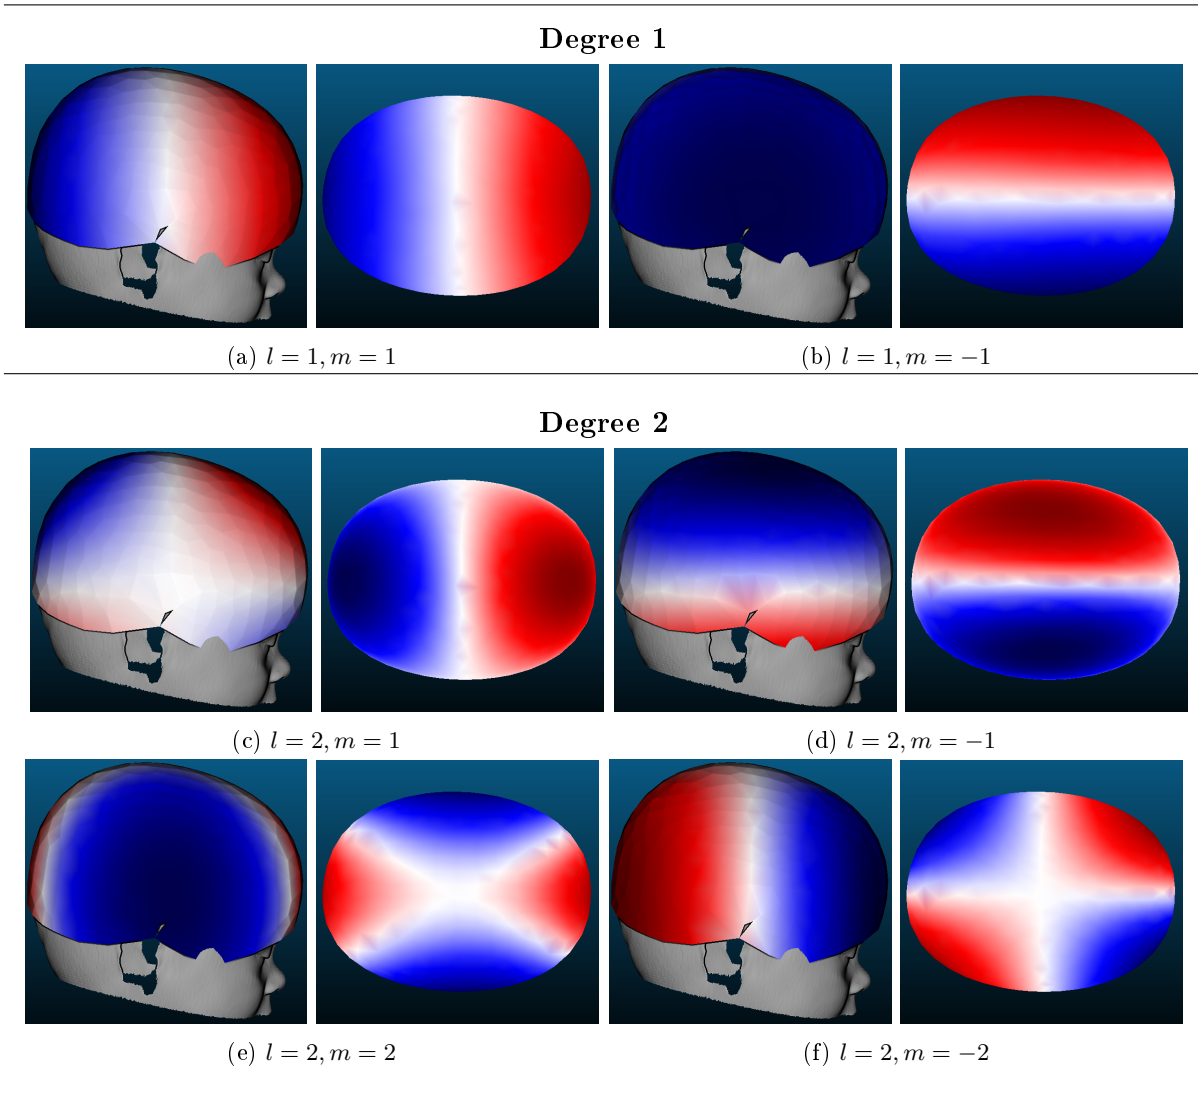 Degree 1
(a) l = 1, m = 1
(b) l = 1, m = −1
Degree 2
(c) l = 2, m = 1
(d) l = 2, m = −1
(e) l = 2, m = 2
(f) l = 2, m = −2